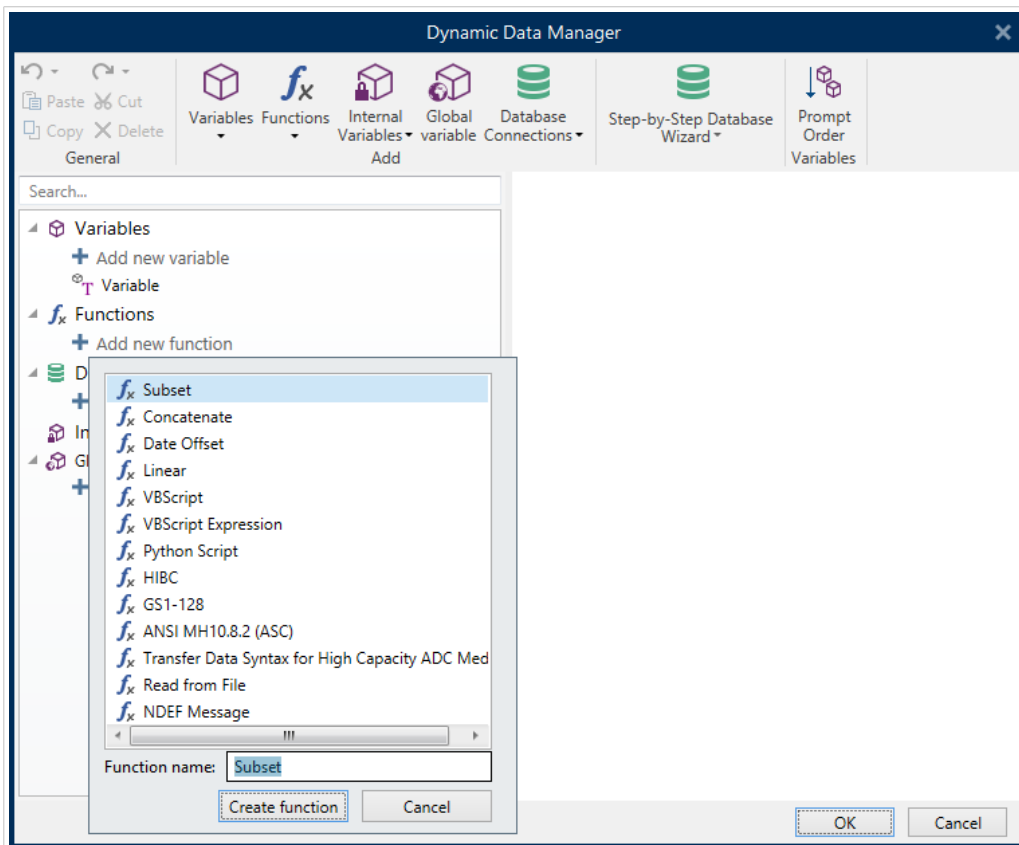 Dynamic Data Manager
Paste Cut
Copy Delete
General
Variables Functions Internal Variables Global variable Database Connections
Add
Step-by-Step Database Wizard
Prompt Order
Variables
Search...
Variables
Add new variable
Variable
Functions
Add new function
D
In
Gl
Subset
Concatenate
Date Offset
Linear
VBScript
VBScript Expression
Python Script
HIBC
GS1-128
ANSI MH10.8.2 (ASC)
Transfer Data Syntax for High Capacity ADC Med
Read from File
NDEF Message
Function name: Subset
Create function Cancel
OK Cancel